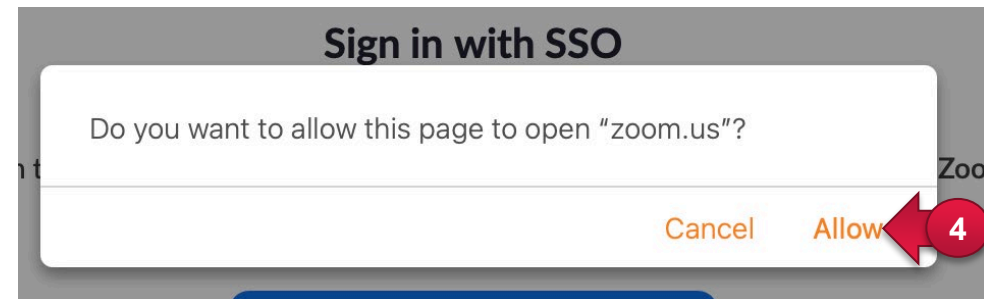 Sign in with SSO
Do you want to allow this page to open “zoom.us”?
Cancel Allow 4